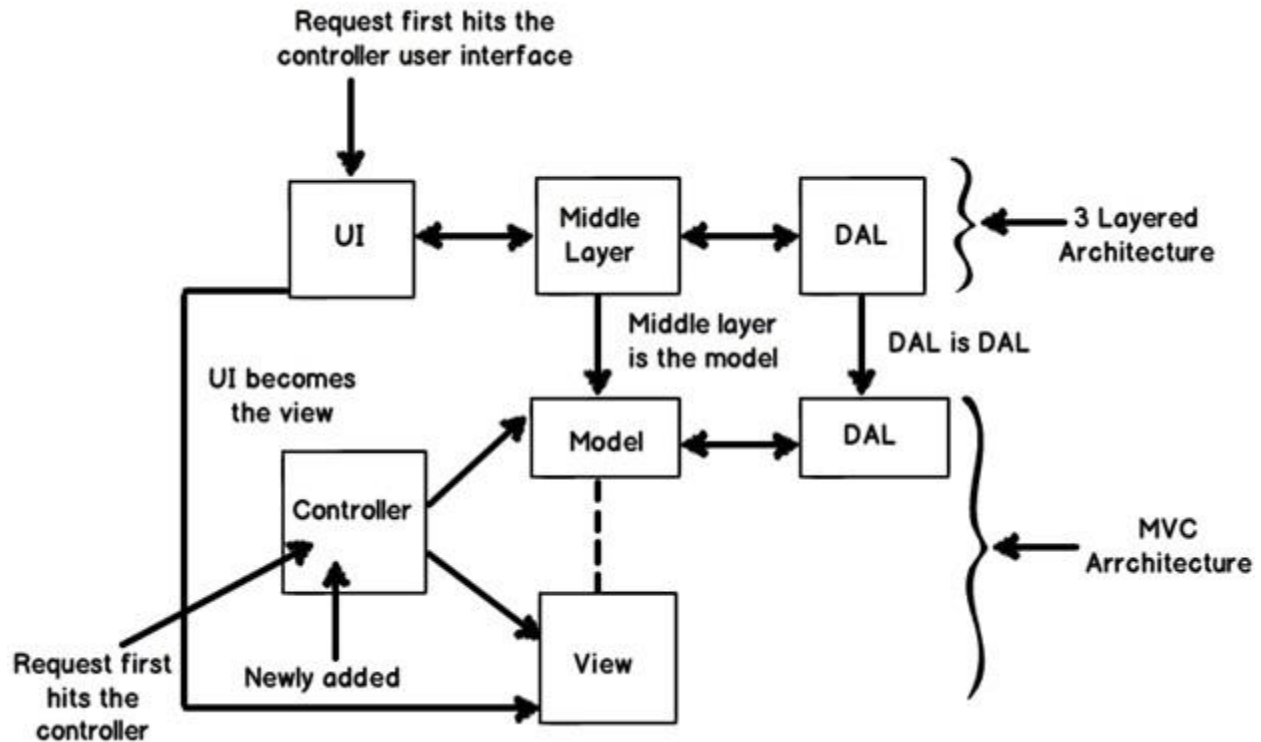 Request first hits the
controller user interface
UI
Middle
Layer
DAL
3 Layered
Architecture
Middle layer
is the model
DAL is DAL
UI becomes
the view
Model
DAL
Controller
MVC
Arrchitecture
View
Request first
hits the
controller
Newly added